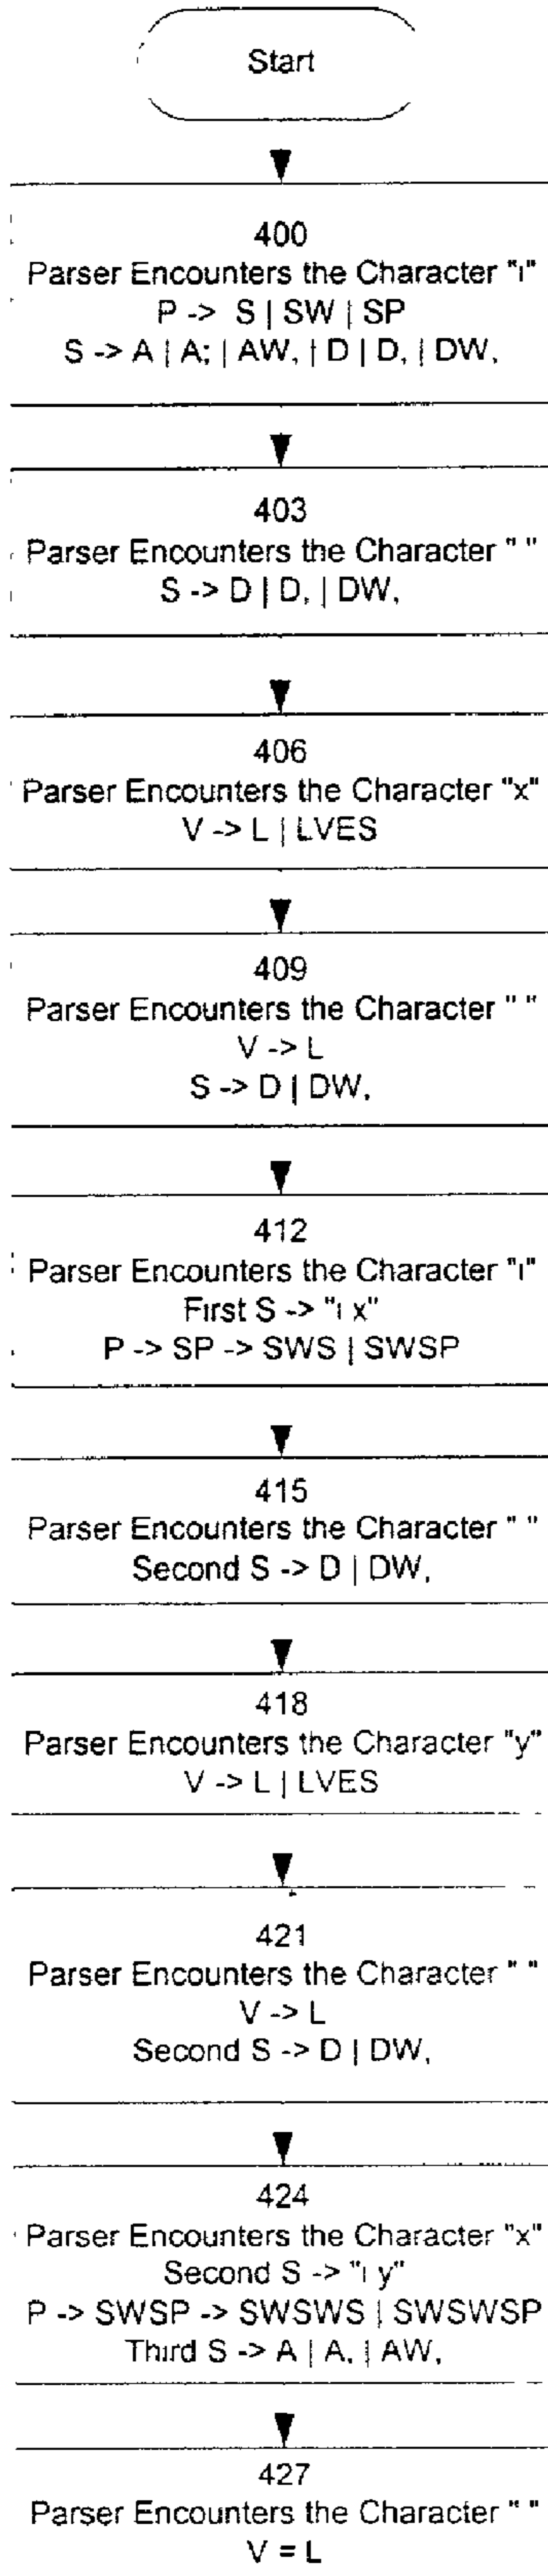 Start
400
Parser Encounters the Character "i"
P -> S | SW | SP
S -> A | A; | AW, | D | D, | DW,
403
Parser Encounters the Character " "
S -> D | D, | DW,
406
Parser Encounters the Character "x"
V -> L | LVES
409
Parser Encounters the Character " "
V -> L
S -> D | DW,
412
Parser Encounters the Character "i"
First S -> "i x"
P -> SP -> SWS | SWSP
415
Parser Encounters the Character " "
Second S -> D | DW,
418
Parser Encounters the Character "y"
V -> L | LVES
421
Parser Encounters the Character " "
V -> L
Second S -> D | DW,
424
Parser Encounters the Character "x"
Second S -> "i y"
P -> SWSP -> SWSWS | SWSWSP
Third S -> A | A, | AW,
427
Parser Encounters the Character " "
V = L